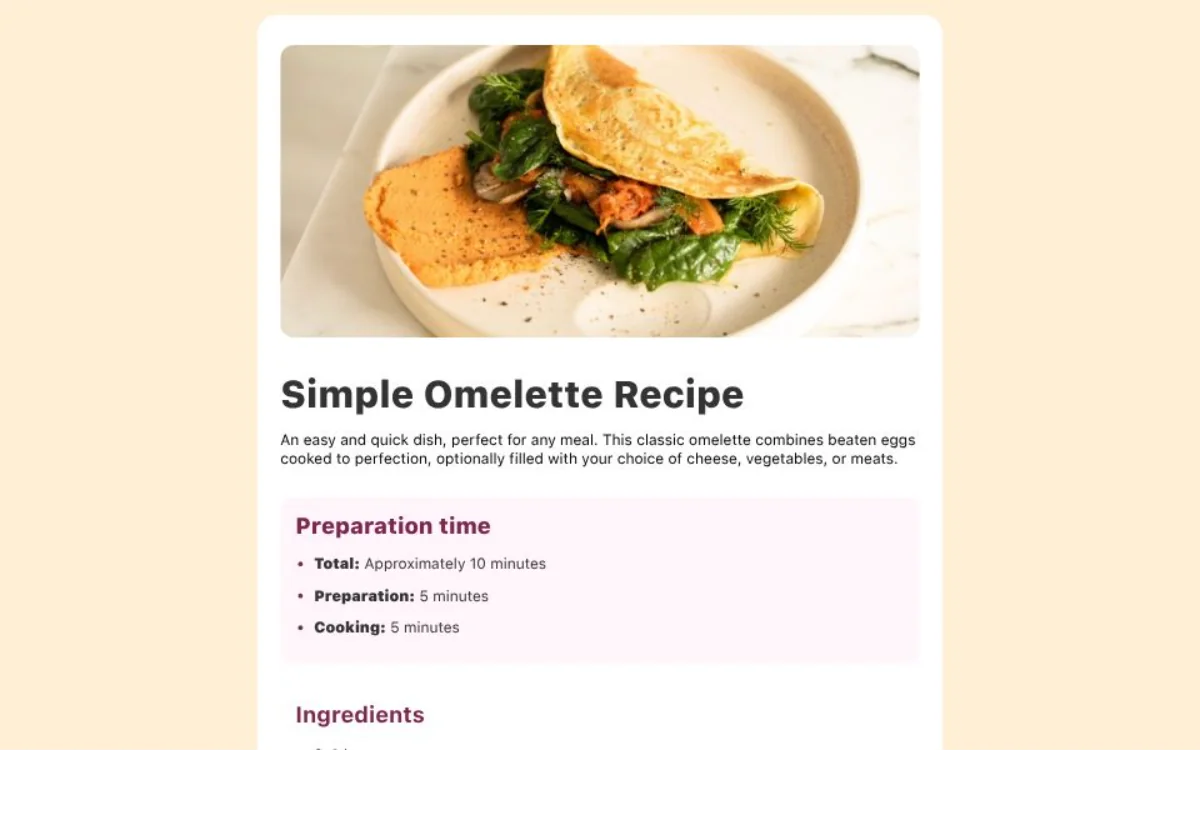 Simple Omelette Recipe
An easy and quick dish, perfect for any meal. This classic omelette combines beaten eggs
cooked to perfection, optionally filled with your choice of cheese, vegetables, or meats.
Preparation time
• Total: Approximately 10 minutes
• Preparation: 5 minutes
• Cooking: 5 minutes
Ingredients